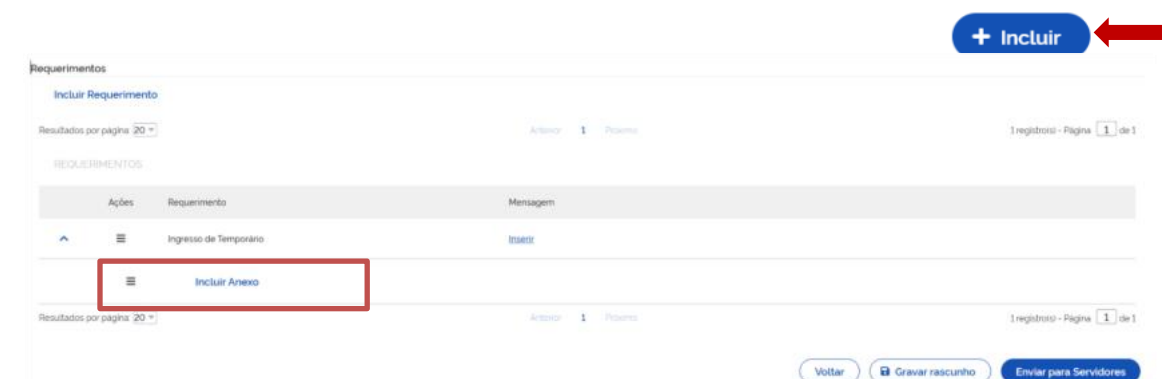 + Incluir
Requerimentos
Incluir Requerimento
Resultados por página 20 Anterior 1 Próximo 1 registro(s) - Página 1 de 1
REQUERIMENTOS
Ações Requerimento Mensagem
Ingresso de Temporário Inserir
Incluir Anexo
Resultados por página 20 Anterior 1 Próximo 1 registro(s) - Página 1 de 1
Voltar Gravar rascunho Enviar para Servidores